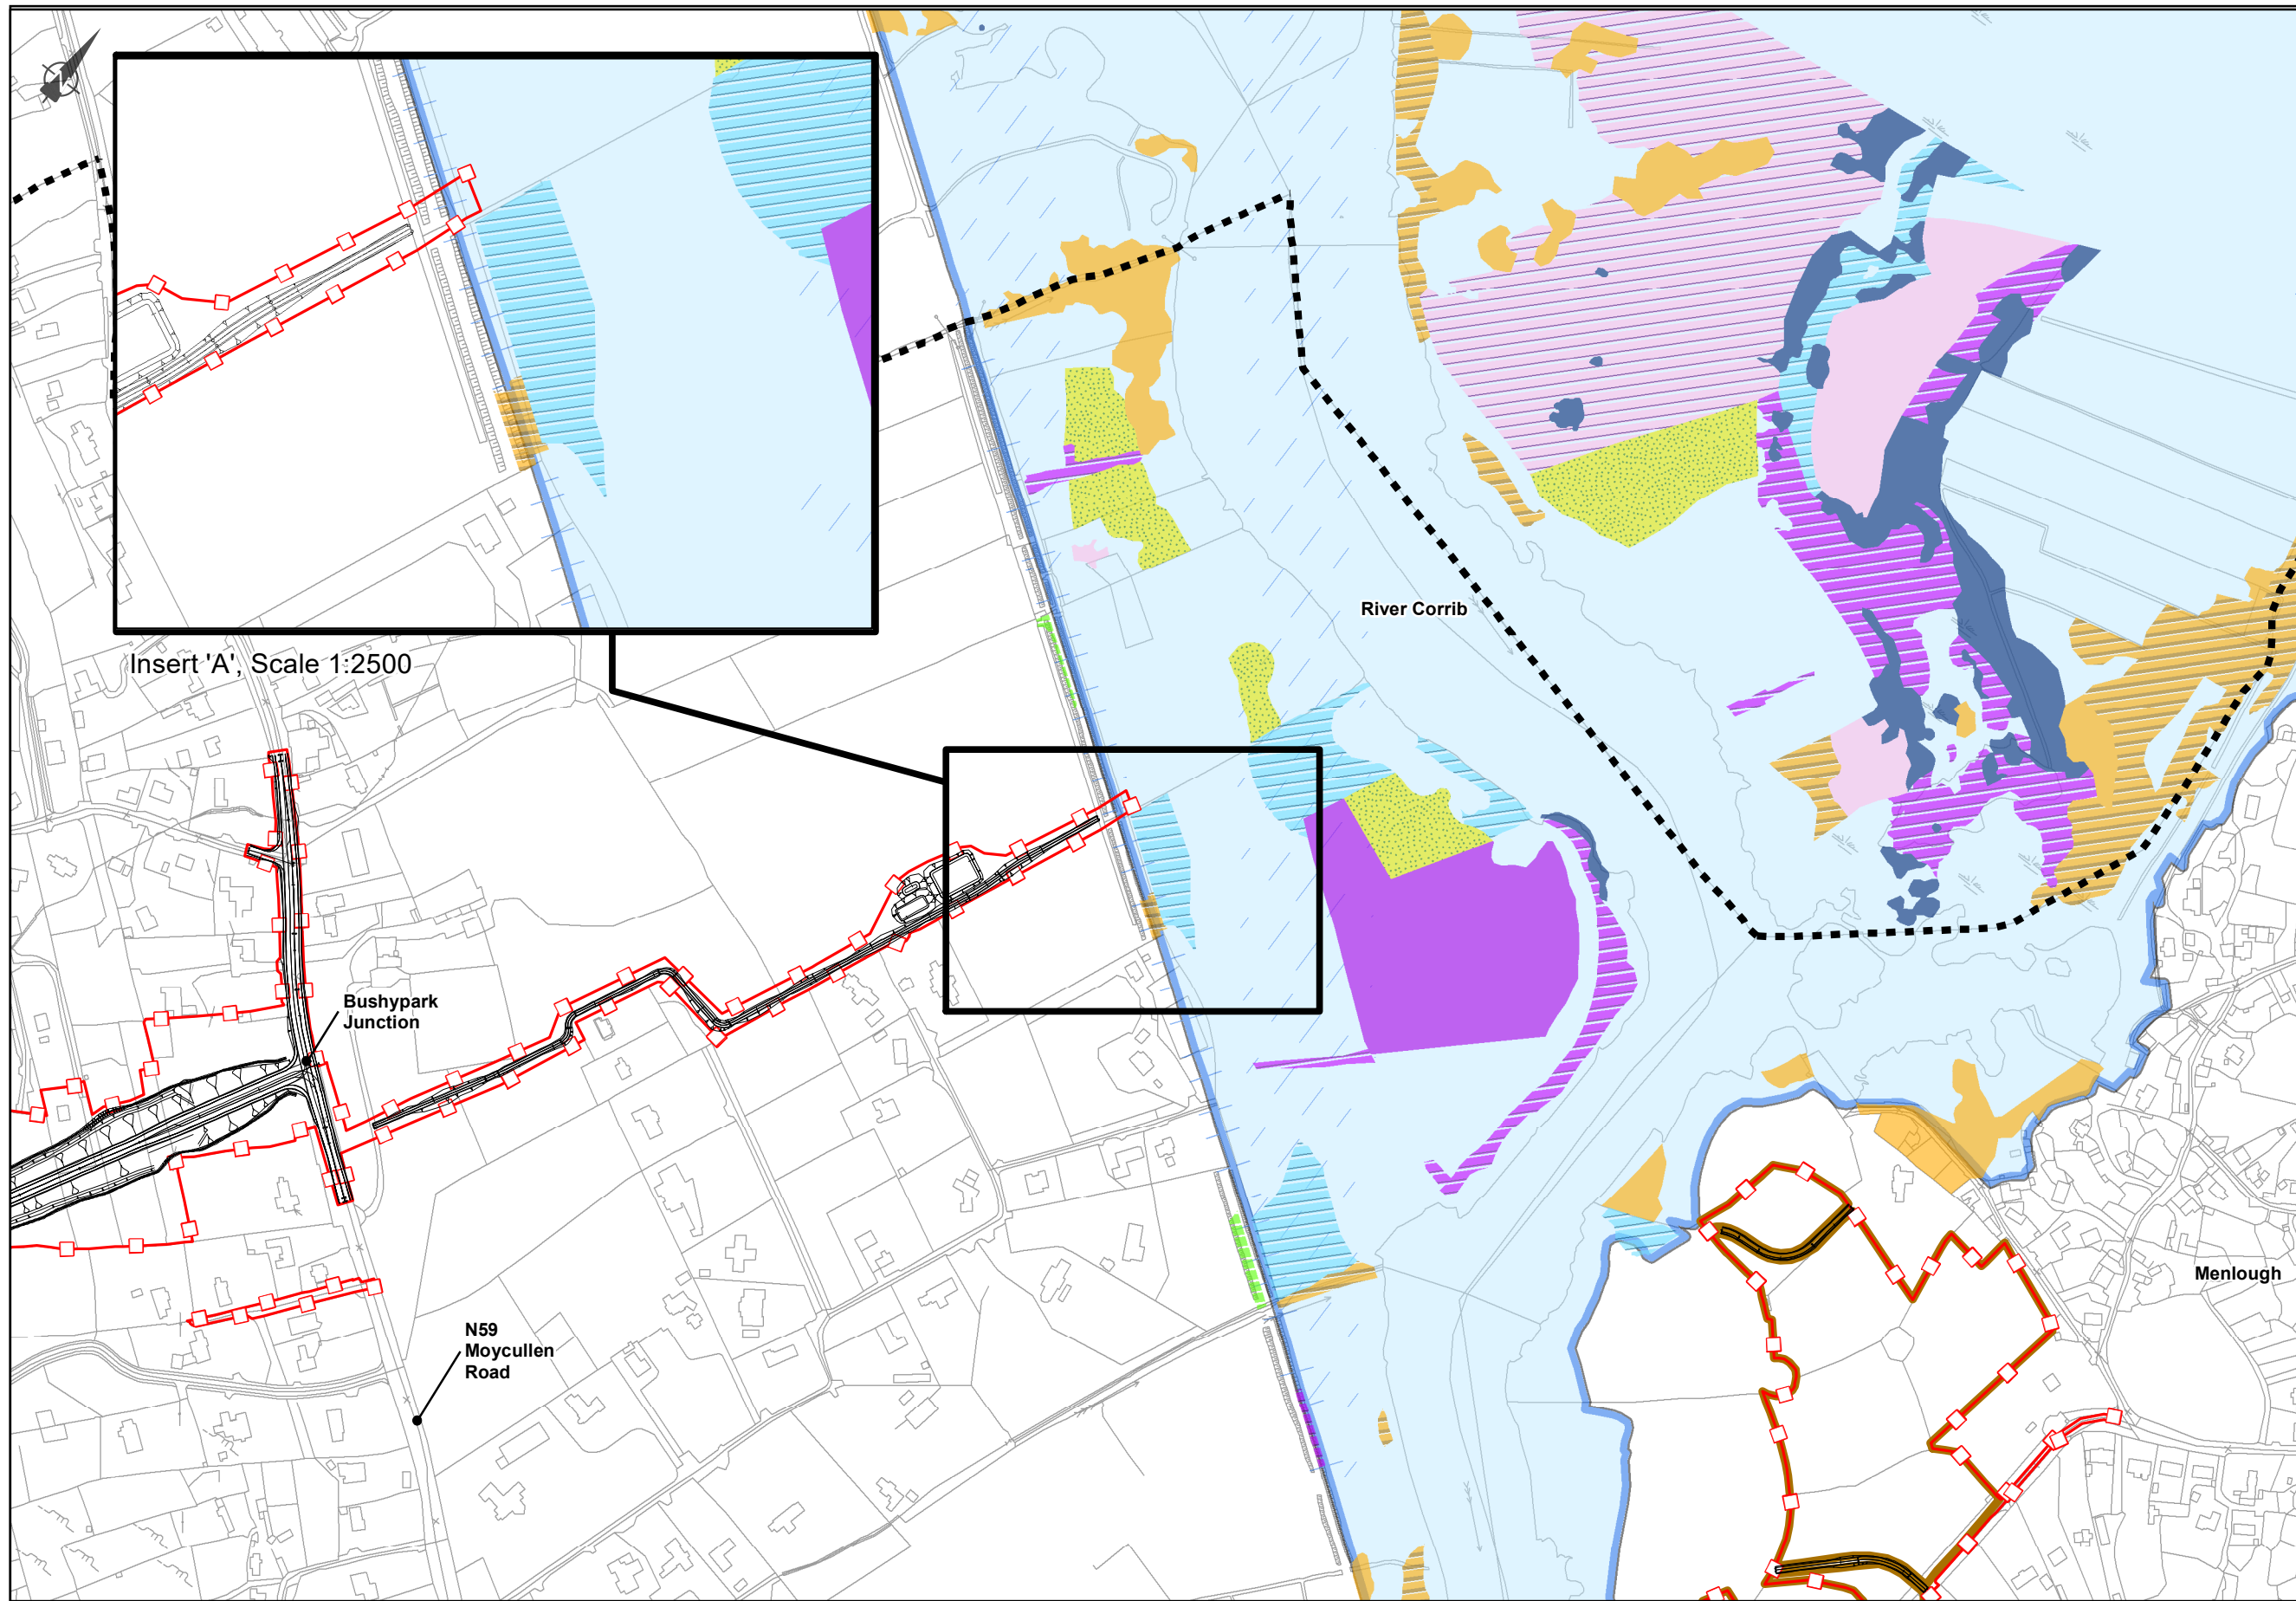 Insert 'A', Scale 1:2500
River Corrib
Bushypark
Junction
N59
Moycullen
Road
Menlough